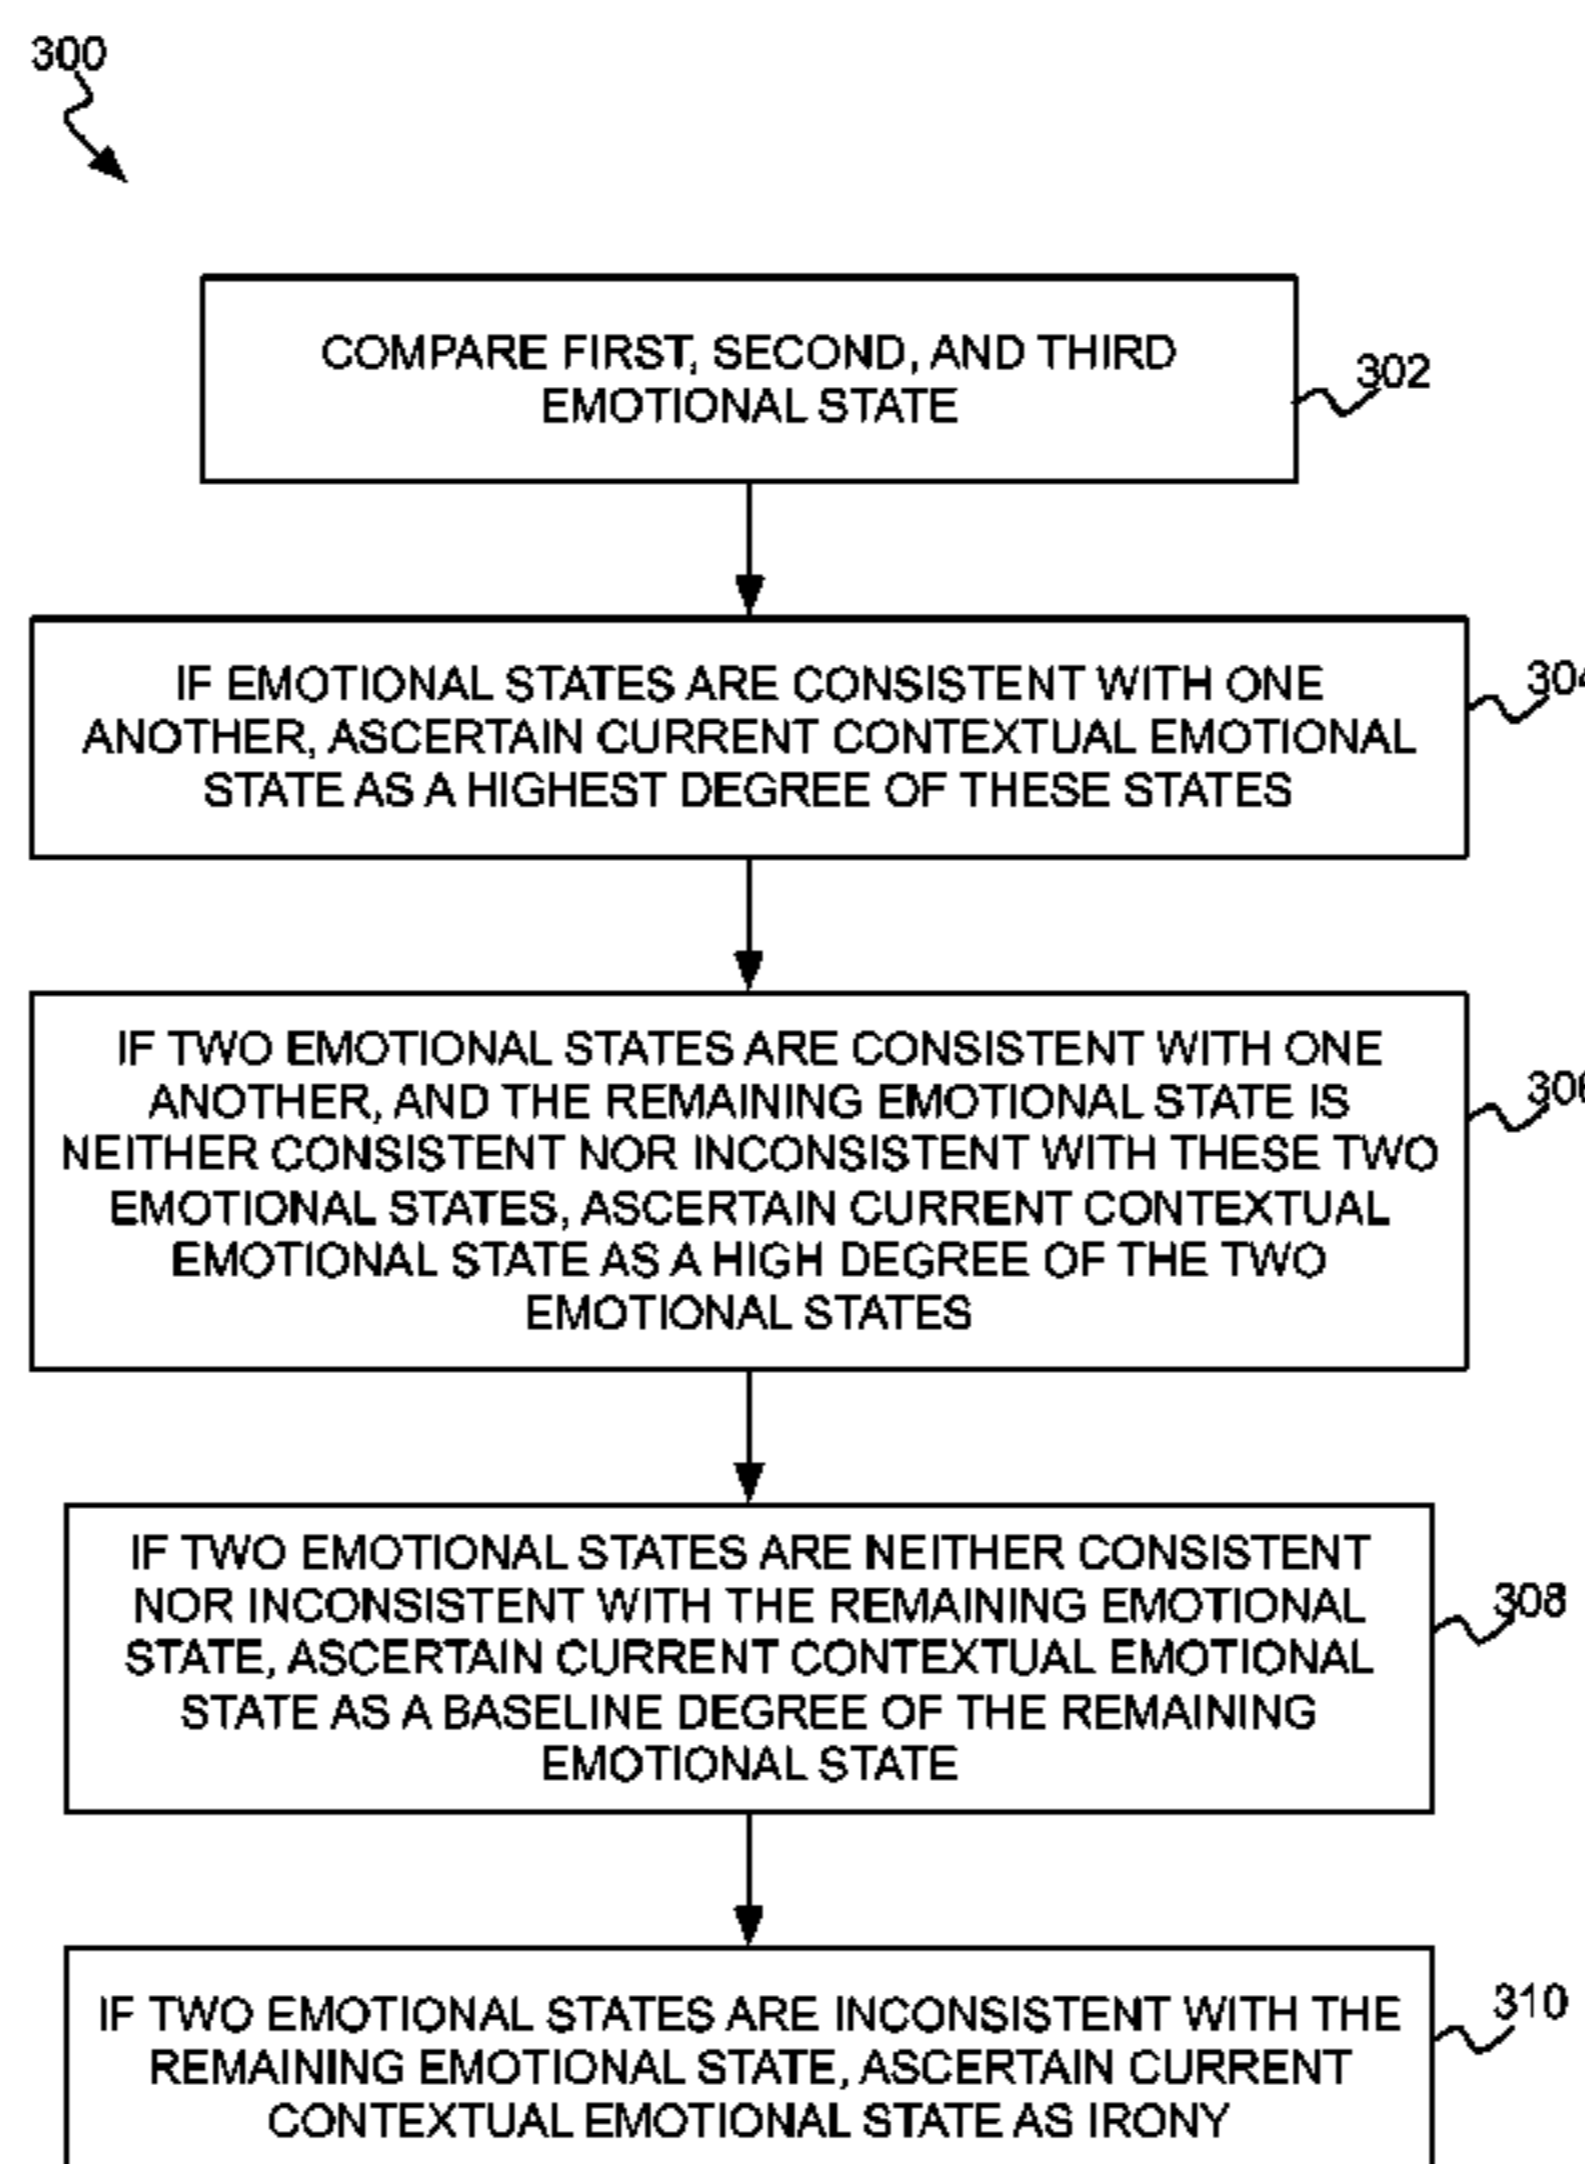 300
COMPARE FIRST, SECOND, AND THIRD
EMOTIONAL STATE
302
IF EMOTIONAL STATES ARE CONSISTENT WITH ONE
ANOTHER, ASCERTAIN CURRENT CONTEXTUAL EMOTIONAL
STATE AS A HIGHEST DEGREE OF THESE STATES
304
IF TWO EMOTIONAL STATES ARE CONSISTENT WITH ONE
ANOTHER, AND THE REMAINING EMOTIONAL STATE IS
NEITHER CONSISTENT NOR INCONSISTENT WITH THESE TWO
EMOTIONAL STATES, ASCERTAIN CURRENT CONTEXTUAL
EMOTIONAL STATE AS A HIGH DEGREE OF THE TWO
EMOTIONAL STATES
306
IF TWO EMOTIONAL STATES ARE NEITHER CONSISTENT
NOR INCONSISTENT WITH THE REMAINING EMOTIONAL
STATE, ASCERTAIN CURRENT CONTEXTUAL EMOTIONAL
STATE AS A BASELINE DEGREE OF THE REMAINING
EMOTIONAL STATE
308
IF TWO EMOTIONAL STATES ARE INCONSISTENT WITH THE
REMAINING EMOTIONAL STATE, ASCERTAIN CURRENT
CONTEXTUAL EMOTIONAL STATE AS IRONY
310